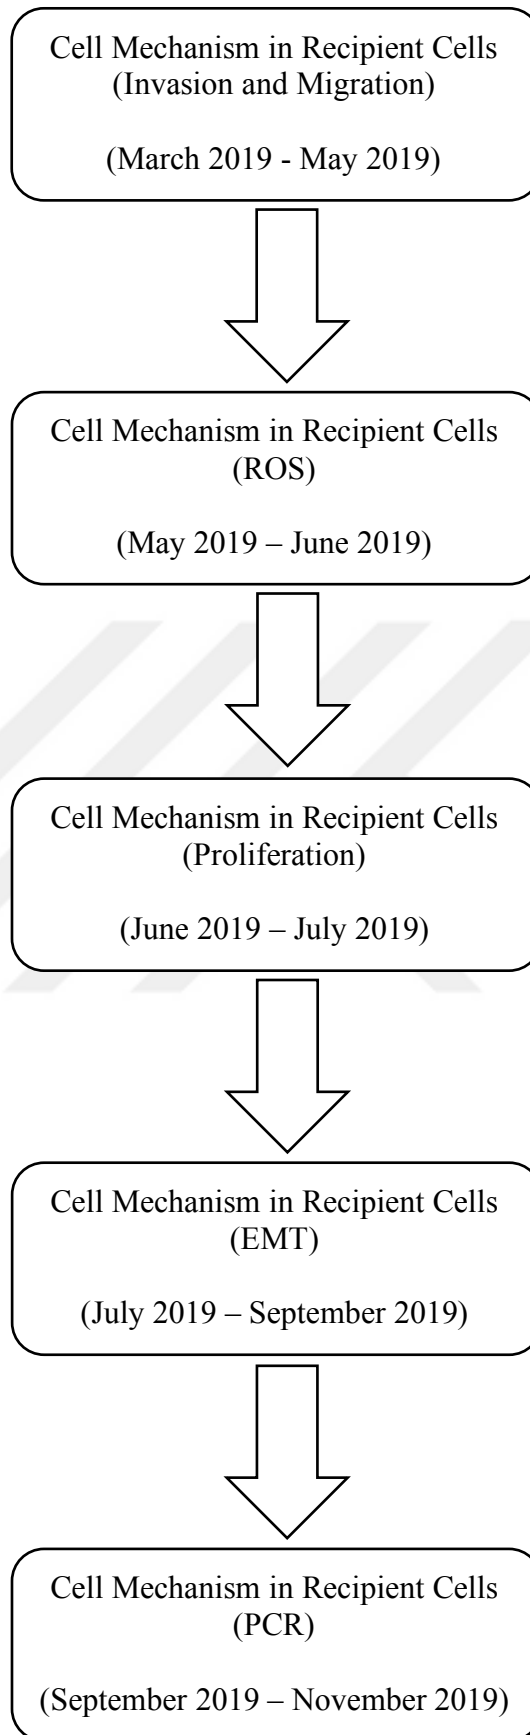 Cell Mechanism in Recipient Cells
(Invasion and Migration)
(March 2019 - May 2019)
Cell Mechanism in Recipient Cells
(ROS)
(May 2019 – June 2019)
Cell Mechanism in Recipient Cells
(Proliferation)
(June 2019 – July 2019)
Cell Mechanism in Recipient Cells
(EMT)
(July 2019 – September 2019)
Cell Mechanism in Recipient Cells
(PCR)
(September 2019 – November 2019)